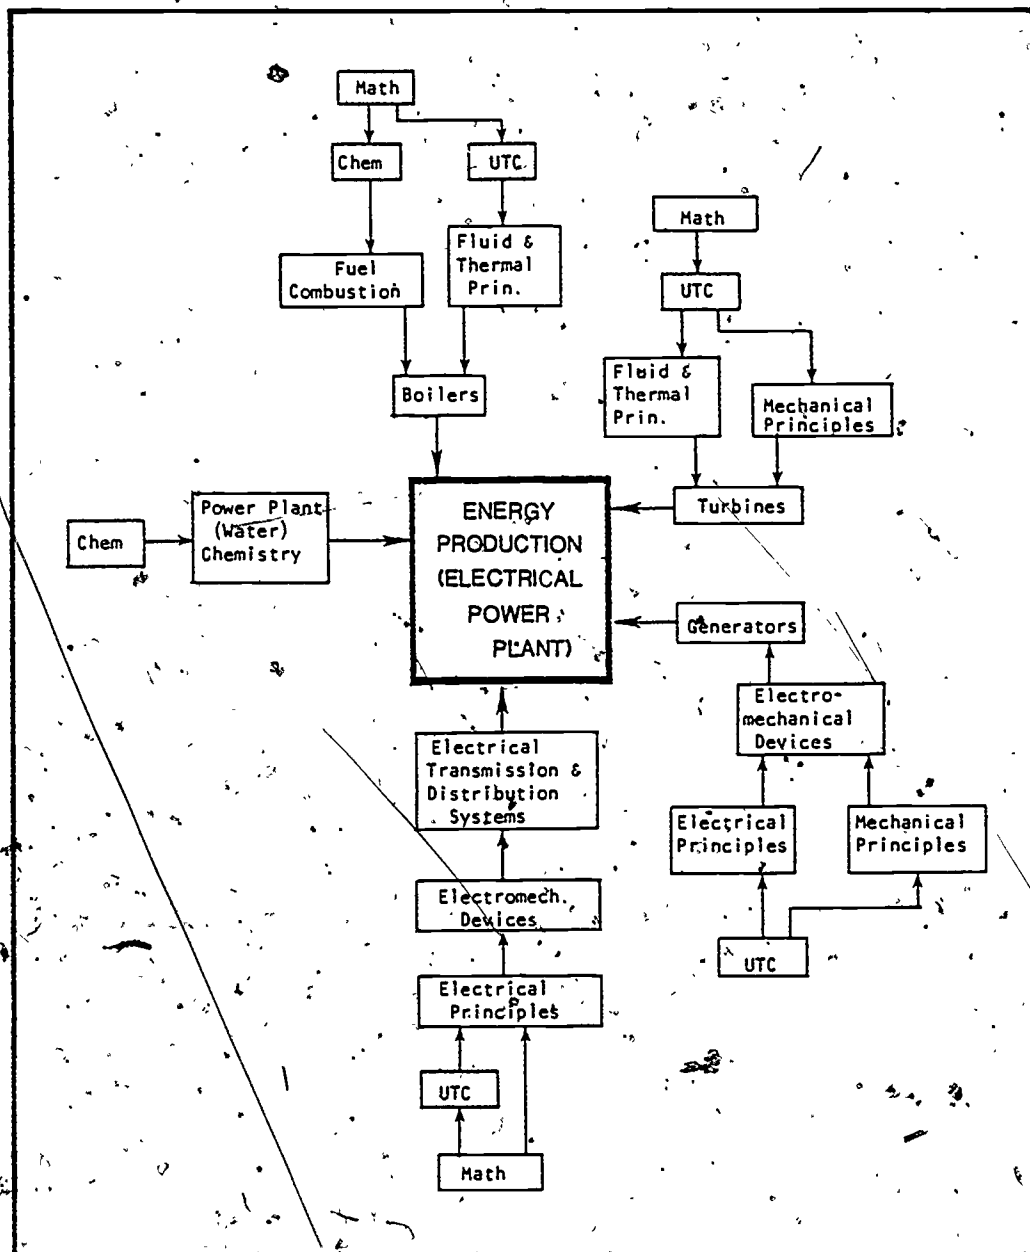 Math
Chem
UTC
Fuel
Combustion
Fluid &
Thermal
Prin.
Boilers
Math
UTC
Fluid &
Thermal
Prin.
Mechanical
Principles
Turbines
Chem
Power Plant
(Water)
Chemistry
ENERGY
PRODUCTION
(ELECTRICAL
POWER
PLANT)
Generators
Electro-
mechanical
Devices
Electrical
Principles
Mechanical
Principles
UTC
Electrical
Transmission &
Distribution
Systems
Electromech.
Devices
Electrical
Principles
UTC
Math